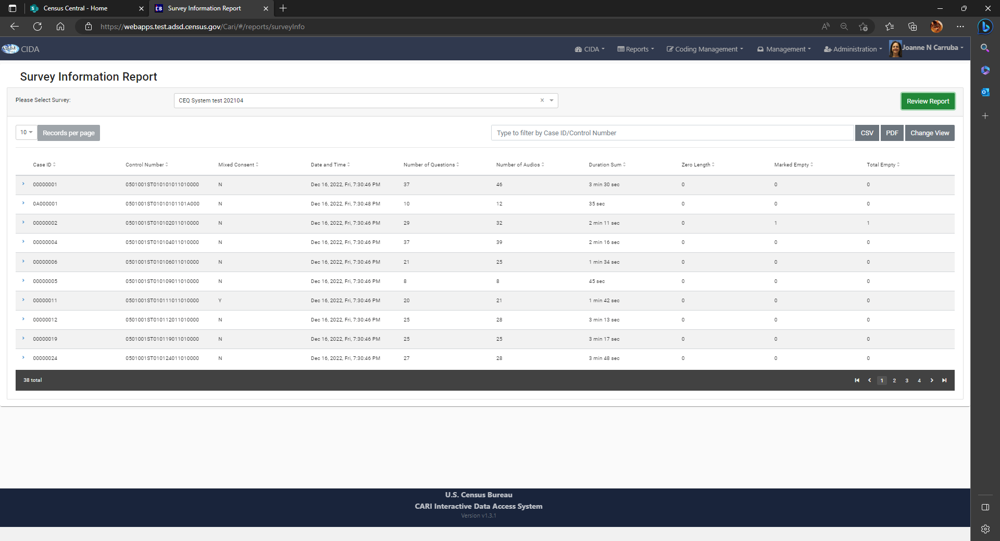 Census Central - Home
Survey Information Report
https://webapps.test.adsd.census.gov/Cari/#/reports/surveyInfo
CIDA
CIDA
Reports
Coding Management
Management
Administration
Joanne N Carruba
Survey Information Report
Please Select Survey:
CEQ System test 202104
Review Report
10
Records per page
Type to filter by Case ID/Control Number
CSV
PDF
Change View
Case ID Control Number Mixed Consent Date and Time Number of Questions Number of Audios Duration Sum Zero Length Marked Empty Total Empty
00000001 0501001ST010101011010000 N Dec 16, 2022, Fri, 7:30:46 PM 37 46 3 min 30 sec 0 0 0
0A000001 0501001ST01010101101A000 N Dec 16, 2022, Fri, 7:30:48 PM 10 12 35 sec 0 0 0
00000002 0501001ST010102011010000 N Dec 16, 2022, Fri, 7:30:46 PM 29 32 2 min 11 sec 0 1 1
00000004 0501001ST010104011010000 N Dec 16, 2022, Fri, 7:30:46 PM 37 39 2 min 16 sec 0 0 0
00000006 0501001ST010106011010000 N Dec 16, 2022, Fri, 7:30:46 PM 21 25 1 min 34 sec 0 0 0
00000005 0501001ST010109011010000 N Dec 16, 2022, Fri, 7:30:46 PM 8 8 45 sec 0 0 0
00000011 0501001ST010111011010000 Y Dec 16, 2022, Fri, 7:30:46 PM 20 21 1 min 42 sec 0 0 0
00000012 0501001ST010112011010000 N Dec 16, 2022, Fri, 7:30:46 PM 25 28 3 min 13 sec 0 0 0
00000019 0501001ST010119011010000 N Dec 16, 2022, Fri, 7:30:46 PM 25 25 3 min 17 sec 0 0 0
00000024 0501001ST010124011010000 N Dec 16, 2022, Fri, 7:30:46 PM 27 28 3 min 48 sec 0 0 0
38 total
1 2 3 4
U.S. Census Bureau
CARI Interactive Data Access System
Version v1.3.1